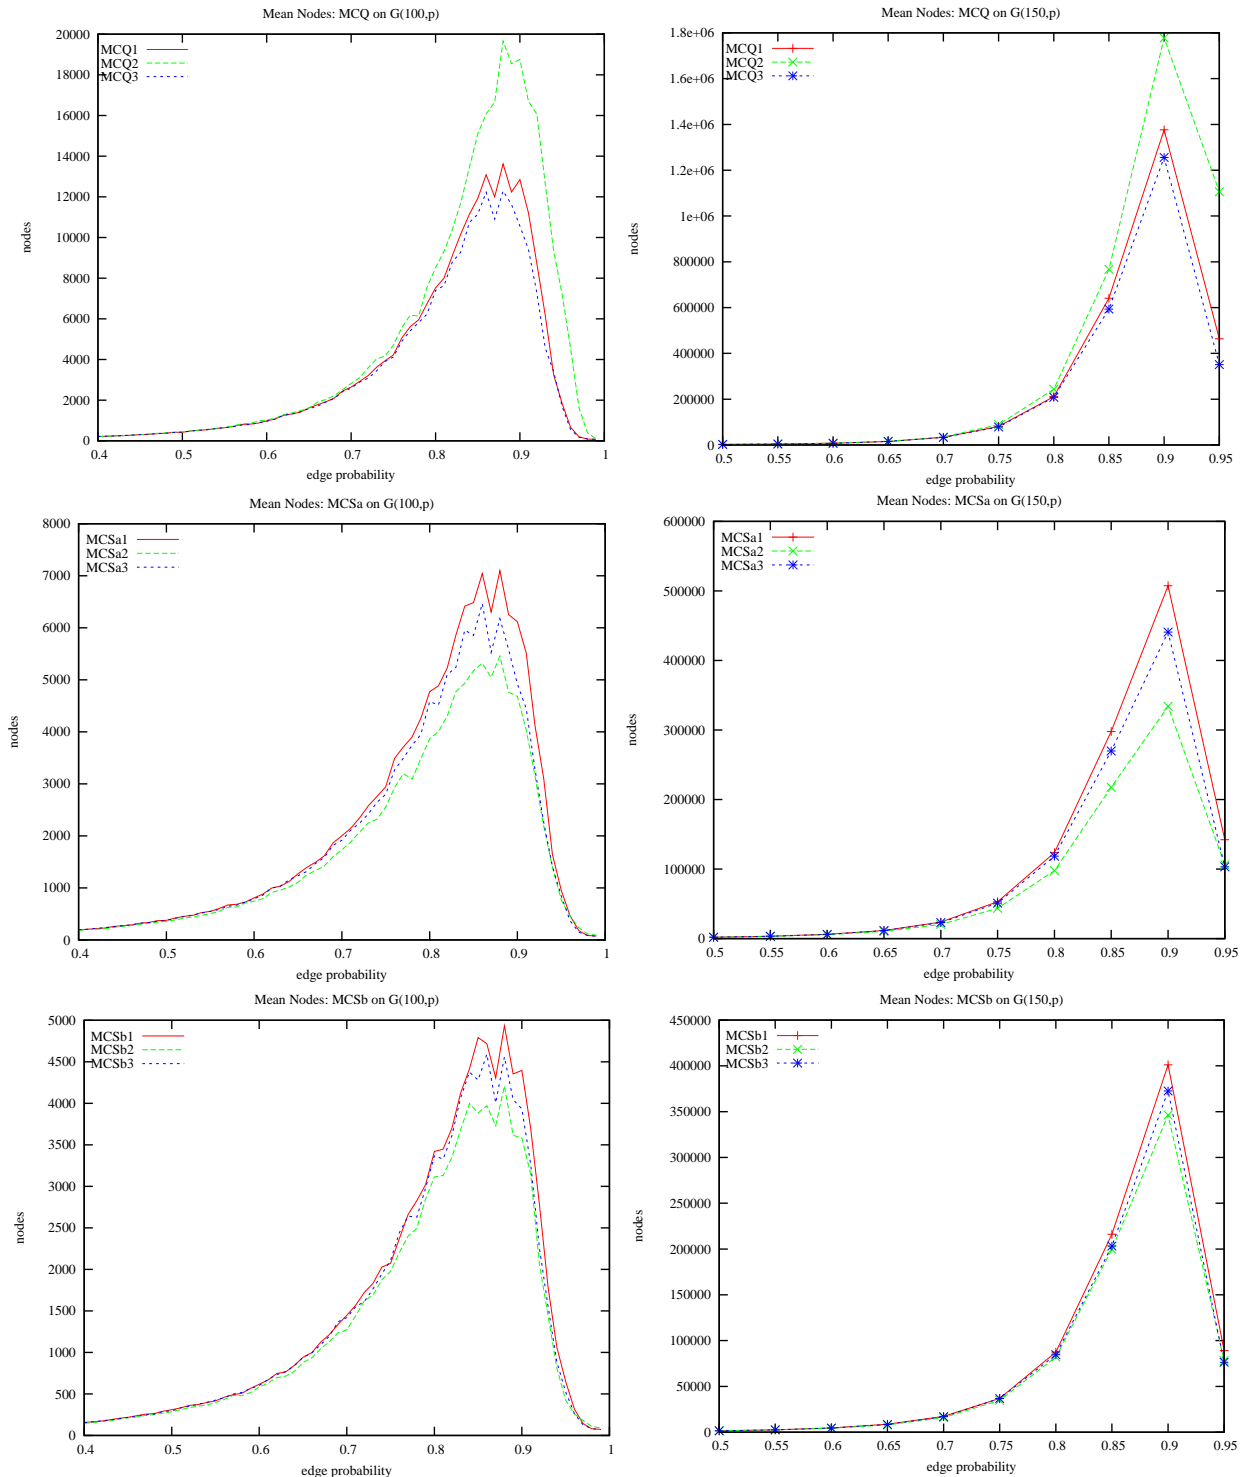 Mean Nodes: MCQ on G(100,p)
20000
18000
16000
14000
12000
10000
8000
6000
4000
2000
0
nodes
MCQ1
MCQ2
MCQ3
0.4 0.5 0.6 0.7 0.8 0.9 1
edge probability
Mean Nodes: MCQ on G(150,p)
1.8e+06
1.6e+06
1.4e+06
1.2e+06
1e+06
800000
600000
400000
200000
0
nodes
MCQ1
MCQ2
MCQ3
0.5 0.55 0.6 0.65 0.7 0.75 0.8 0.85 0.9 0.95
edge probability
Mean Nodes: MCSa on G(100,p)
8000
7000
6000
5000
4000
3000
2000
1000
0
nodes
MCSa1
MCSa2
MCSa3
0.4 0.5 0.6 0.7 0.8 0.9 1
edge probability
Mean Nodes: MCSa on G(150,p)
600000
500000
400000
300000
200000
100000
0
nodes
MCSa1
MCSa2
MCSa3
0.5 0.55 0.6 0.65 0.7 0.75 0.8 0.85 0.9 0.95
edge probability
Mean Nodes: MCSb on G(100,p)
5000
4500
4000
3500
3000
2500
2000
1500
1000
500
0
nodes
MCSb1
MCSb2
MCSb3
0.4 0.5 0.6 0.7 0.8 0.9 1
edge probability
Mean Nodes: MCSb on G(150,p)
450000
400000
350000
300000
250000
200000
150000
100000
50000
0
nodes
MCSb1
MCSb2
MCSb3
0.5 0.55 0.6 0.65 0.7 0.75 0.8 0.85 0.9 0.95
edge probability